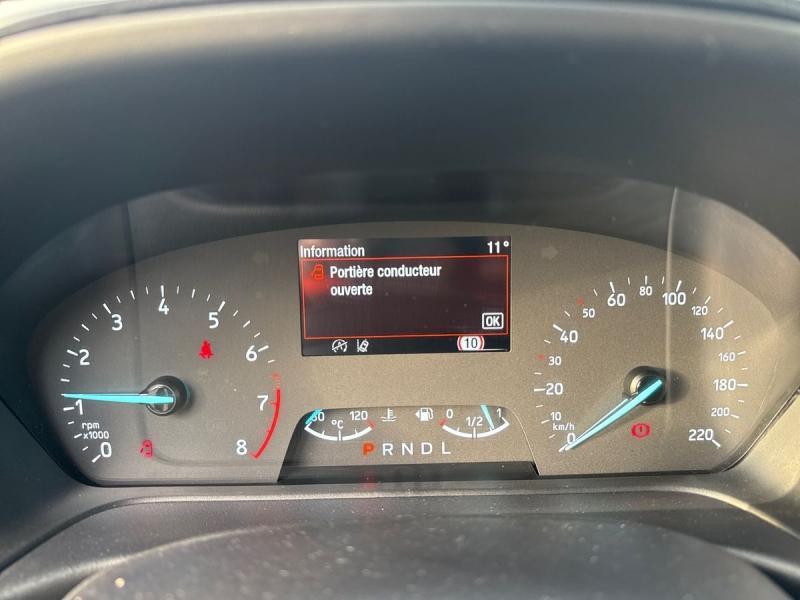 Information 11°
Portière conducteur
ouverte
OK
10
0 1 2 3 4 5 6 7 8
rpm
x1000
60 120
°C
0 1/2 1
P R N D L
0 10 20 30 40 50 60 80 100 120 140 160 180 200 220
km/h